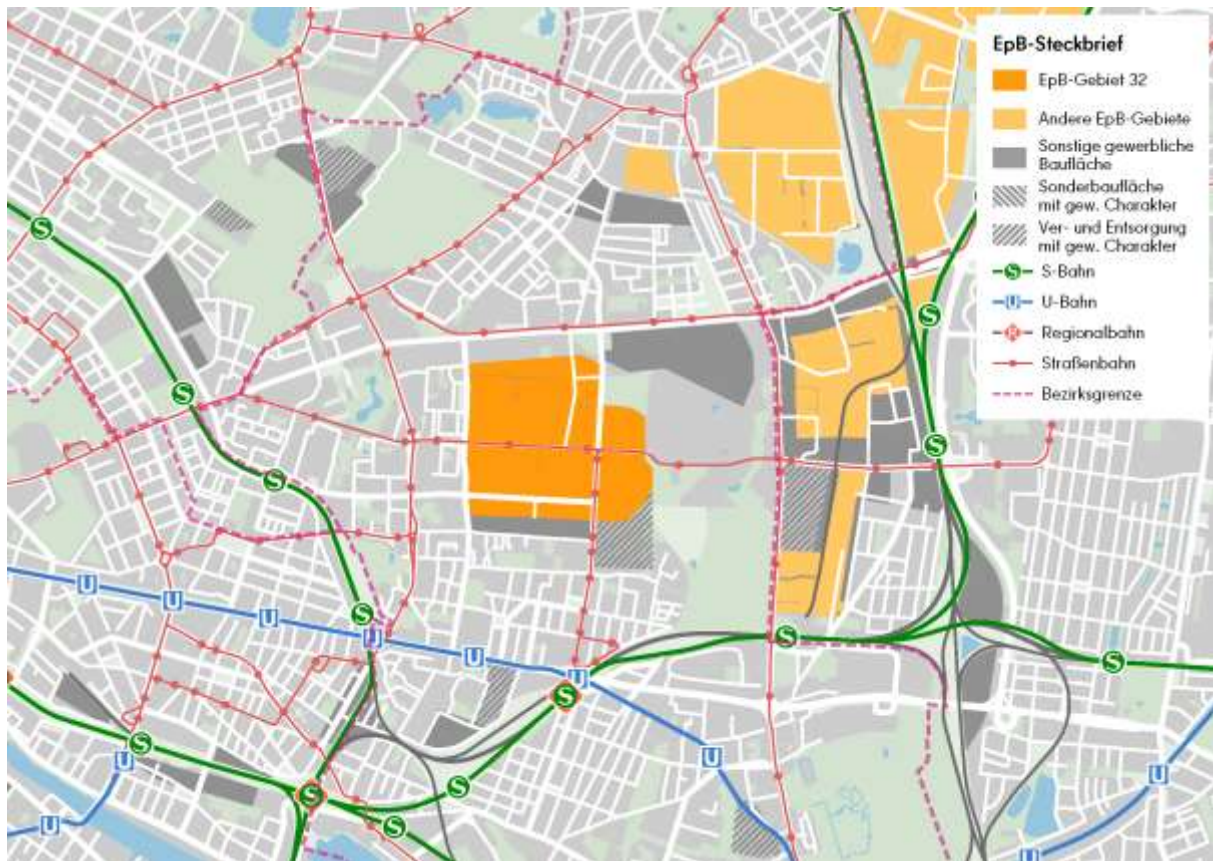 EpB-Steckbrief
EpB-Gebiet 32
Andere EpB-Gebiete
Sonstige gewerbliche
Baufläche
Sonderbaufläche
mit gew. Charakter
Ver- und Entsorgung
mit gew. Charakter
S
S-Bahn
U
U-Bahn
R
Regionalbahn
Straßenbahn
Bezirksgrenze
S
S
S
S
S
S
S
U
U
U
U
U
U
S
S
S
S
U
U
S
S
S
S
U
U
U